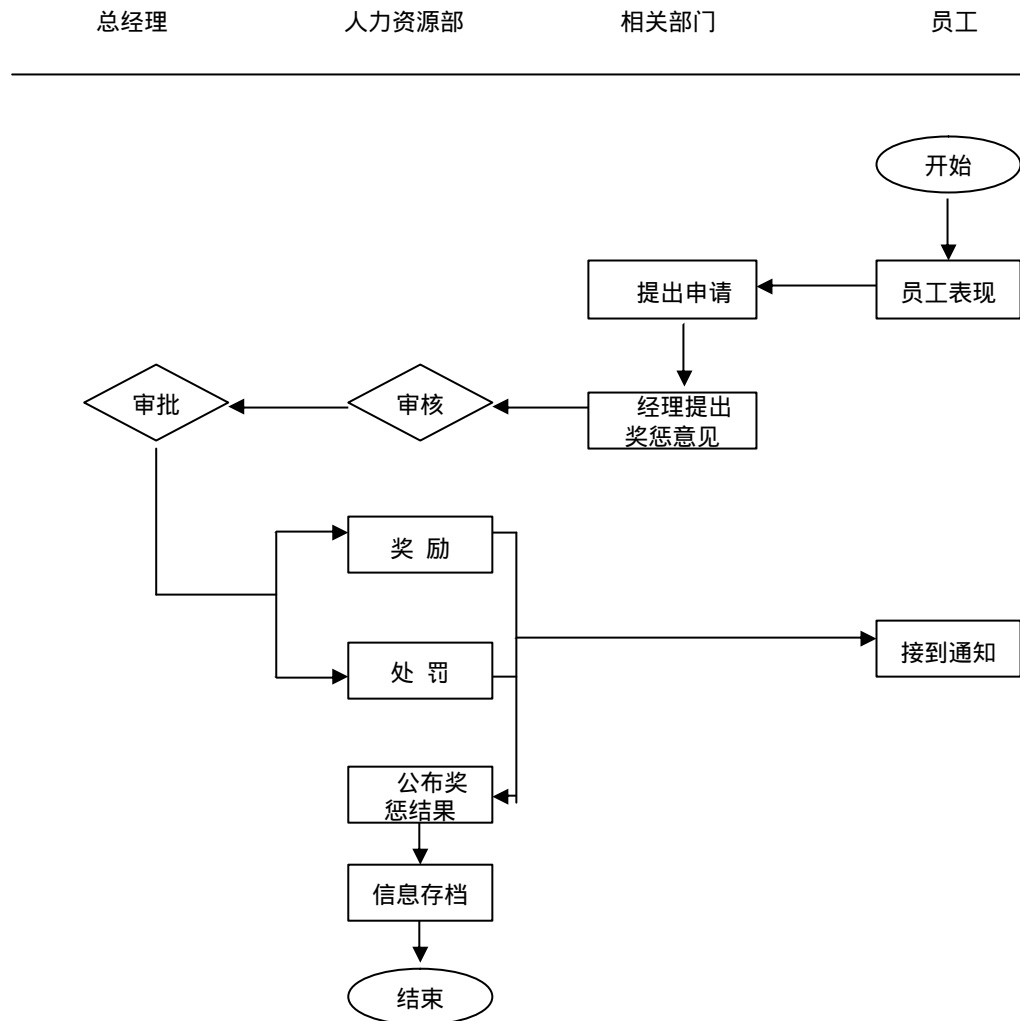 总经理
人力资源部
相关部门
员工
开始
提出申请
员工表现
审批
审核
经理提出
奖惩意见
奖 励
接到通知
处 罚
公布奖
惩结果
信息存档
结束